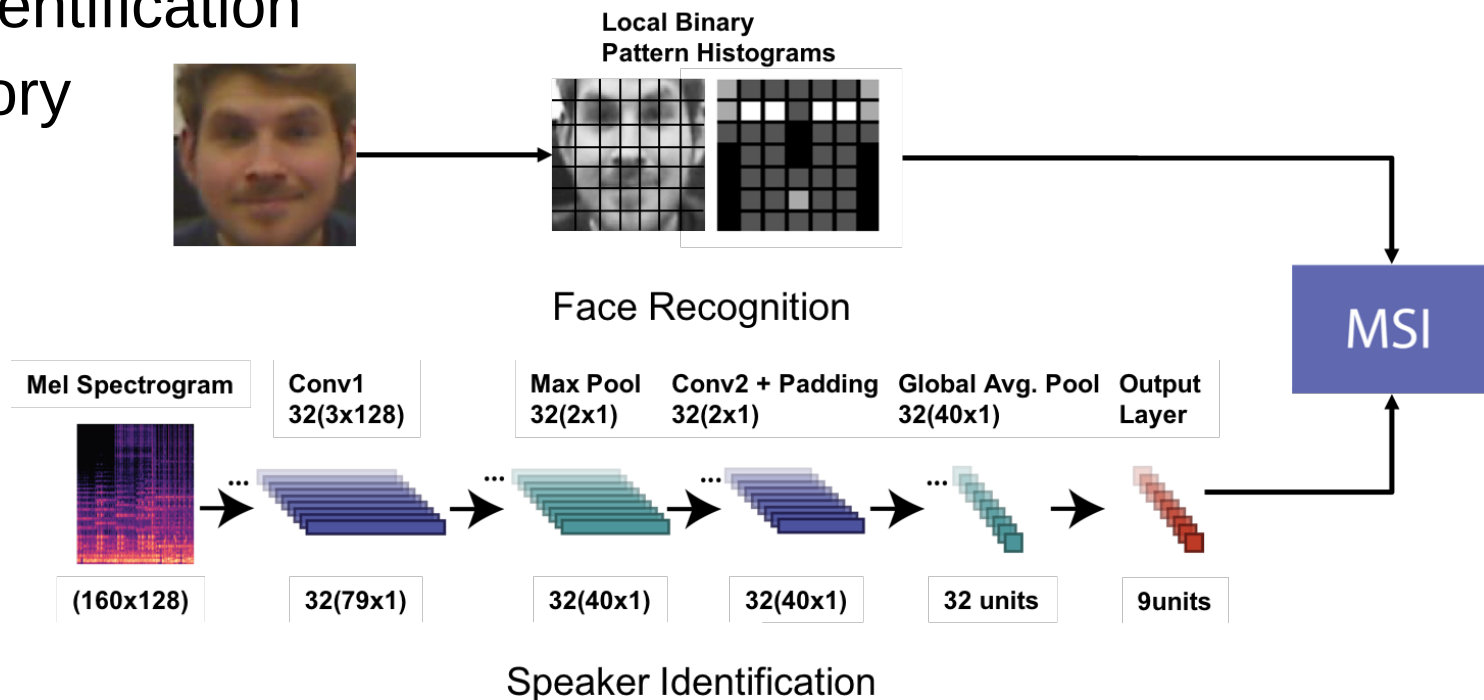 entification
ory
Local Binary
Pattern Histograms
Face Recognition
MSI
Mel Spectrogram
Conv1
32(3x128)
Max Pool
32(2x1)
Conv2 + Padding
32(2x1)
Global Avg. Pool
32(40x1)
Output
Layer
...
...
...
...
(160x128)
32(79x1)
32(40x1)
32(40x1)
32 units
9units
Speaker Identification